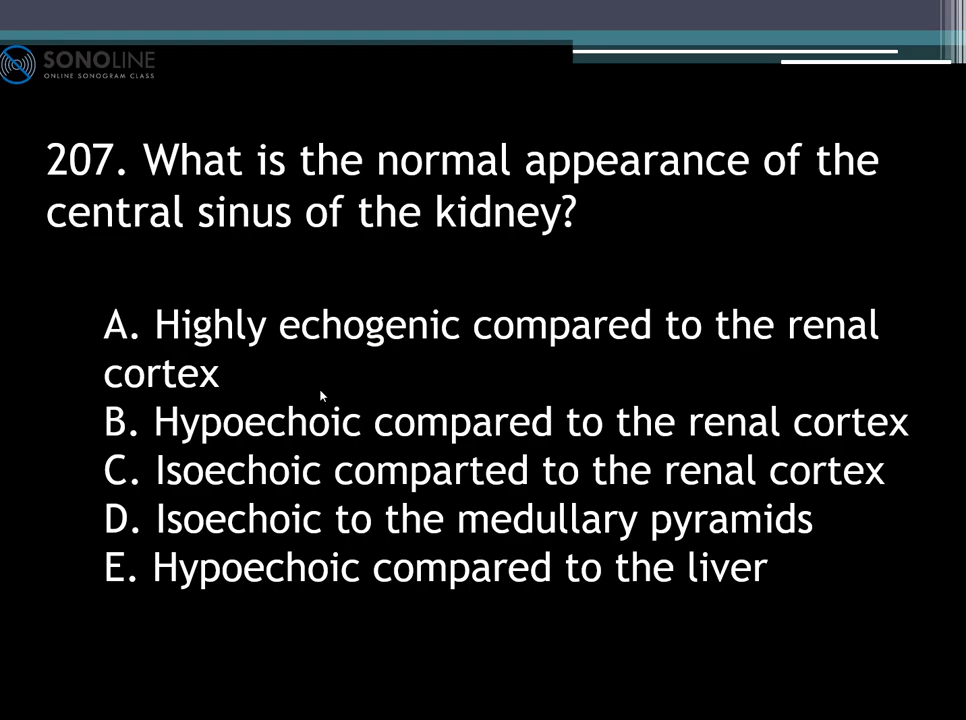 SONOLINE
ONLINE SONOGRAM CLASS
207. What is the normal appearance of the
central sinus of the kidney?
A. Highly echogenic compared to the renal
cortex
B. Hypoechoic compared to the renal cortex
C. Isoechoic comparted to the renal cortex
D. Isoechoic to the medullary pyramids
E. Hypoechoic compared to the liver